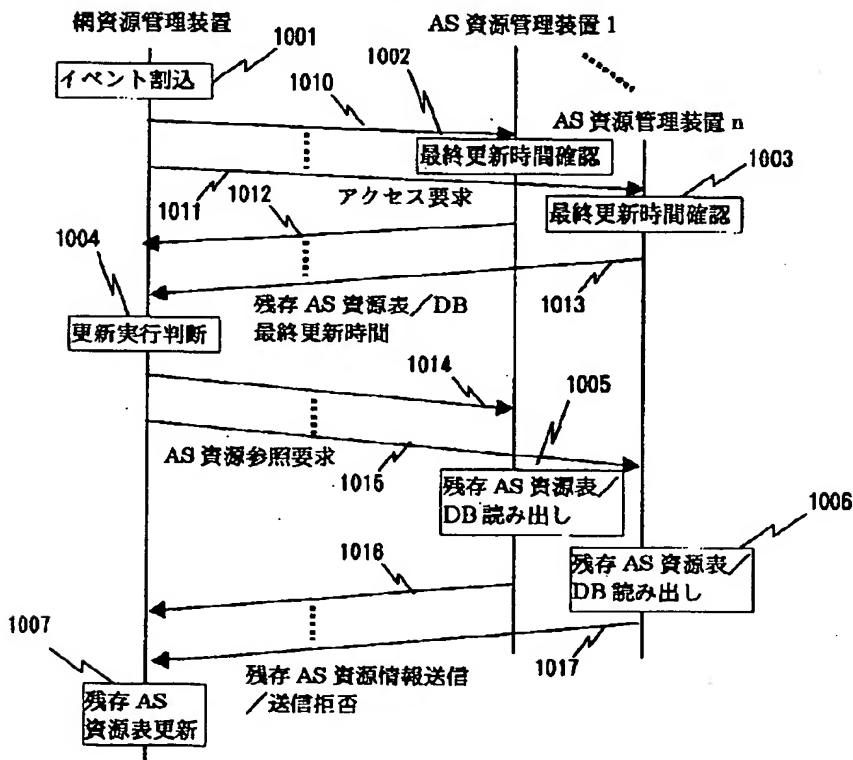 網資源管理装置
AS 資源管理装置 1
1001
イベント割込
1002
1010
AS 資源管理装置 n
最終更新時間確認
1003
1011
1012
アクセス要求
最終更新時間確認
1004
1013
残存 AS 資源表／DB
最終更新時間
更新実行判断
1014
1005
AS 資源参照要求
1015
残存 AS 資源表／
DB 読み出し
1006
1016
残存 AS 資源表／
DB 読み出し
1007
1017
残存 AS 資源情報送信
／送信拒否
残存 AS
資源表更新